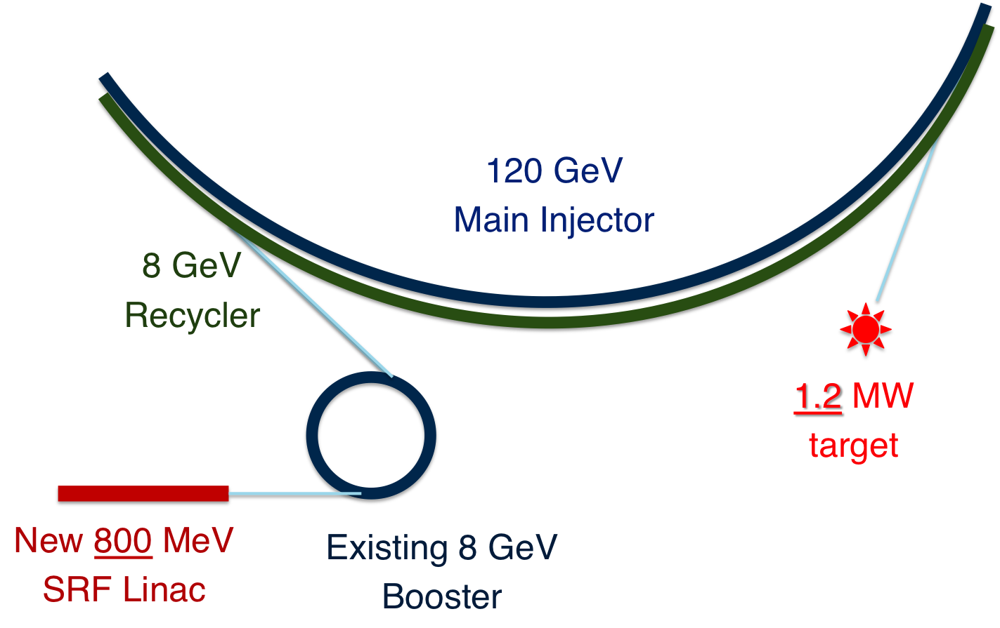 120 GeV
Main Injector
8 GeV
Recycler
1.2 MW
target
New 800 MeV
SRF Linac
Existing 8 GeV
Booster